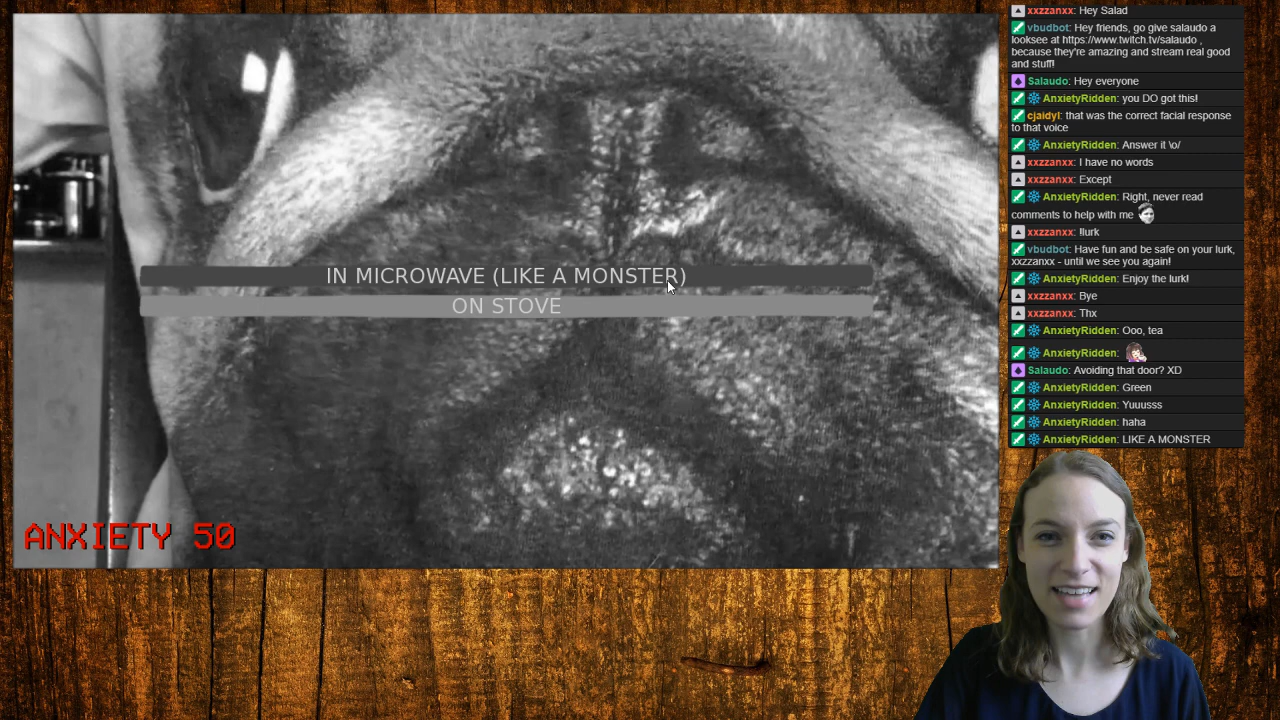 IN MICROWAVE (LIKE A MONSTER)
ON STOVE
ANXIETY 50
xxzzanxx: Hey Salad
vbudbot: Hey friends, go give salaudo a
looksee at https://www.twitch.tv/salaudo ,
because they're amazing and stream real good
and stuff!
Salaudo: Hey everyone
AnxietyRidden: you DO got this!
cjaidyl: that was the correct facial response
to that voice
AnxietyRidden: Answer it \o/
xxzzanxx: I have no words
xxzzanxx: Except
AnxietyRidden: Right, never read
comments to help with me
xxzzanxx: !lurk
vbudbot: Have fun and be safe on your lurk,
xxzzanxx - until we see you again!
AnxietyRidden: Enjoy the lurk!
xxzzanxx: Bye
xxzzanxx: Thx
AnxietyRidden: Ooo, tea
AnxietyRidden:
Salaudo: Avoiding that door? XD
AnxietyRidden: Green
AnxietyRidden: Yuuusss
AnxietyRidden: haha
AnxietyRidden: LIKE A MONSTER